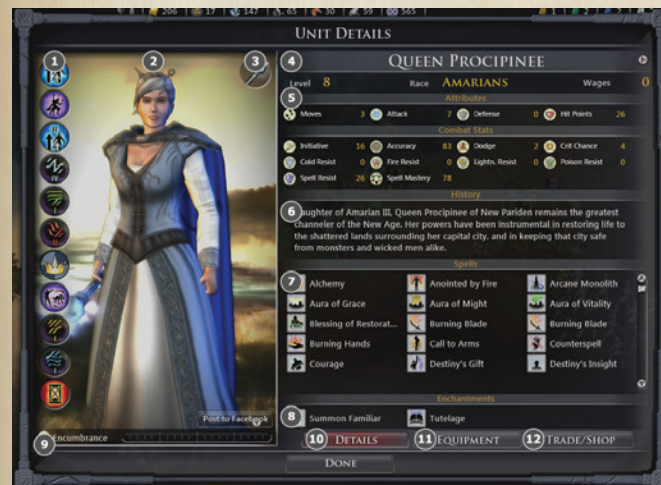 8 206 17 147 65 30 59 565
UNIT DETAILS
1 2 3 4 QUEEN PROCIPINEE
Level 8 Race AMARIANS Wages 0
5 Attributes
Moves 3 Attack 7 Defense 0 Hit Points 26
Combat Stats
Initiative 16 Accuracy 83 Dodge 2 Crit Chance 4
Cold Resist 0 Fire Resist 0 Lightn. Resist 0 Poison Resist 0
Spell Resist 26 Spell Mastery 78
History
6 aughter of Amarian III, Queen Procipinee of New Pariden remains the greatest
channeler of the New Age. Her powers have been instrumental in restoring life to
the shattered lands surrounding her capital city, and in keeping that city safe
from monsters and wicked men alike.
Spells
7 Alchemy Anointed by Fire Arcane Monolith
Aura of Grace Aura of Might Aura of Vitality
Blessing of Restorat... Burning Blade Burning Blade
Burning Hands Call to Arms Counterspell
Courage Destiny's Gift Destiny's Insight
Enchantments
8 Summon Familiar Tutelage
Post to Facebook
9 Encumbrance
10 DETAILS 11 EQUIPMENT 12 TRADE/SHOP
DONE